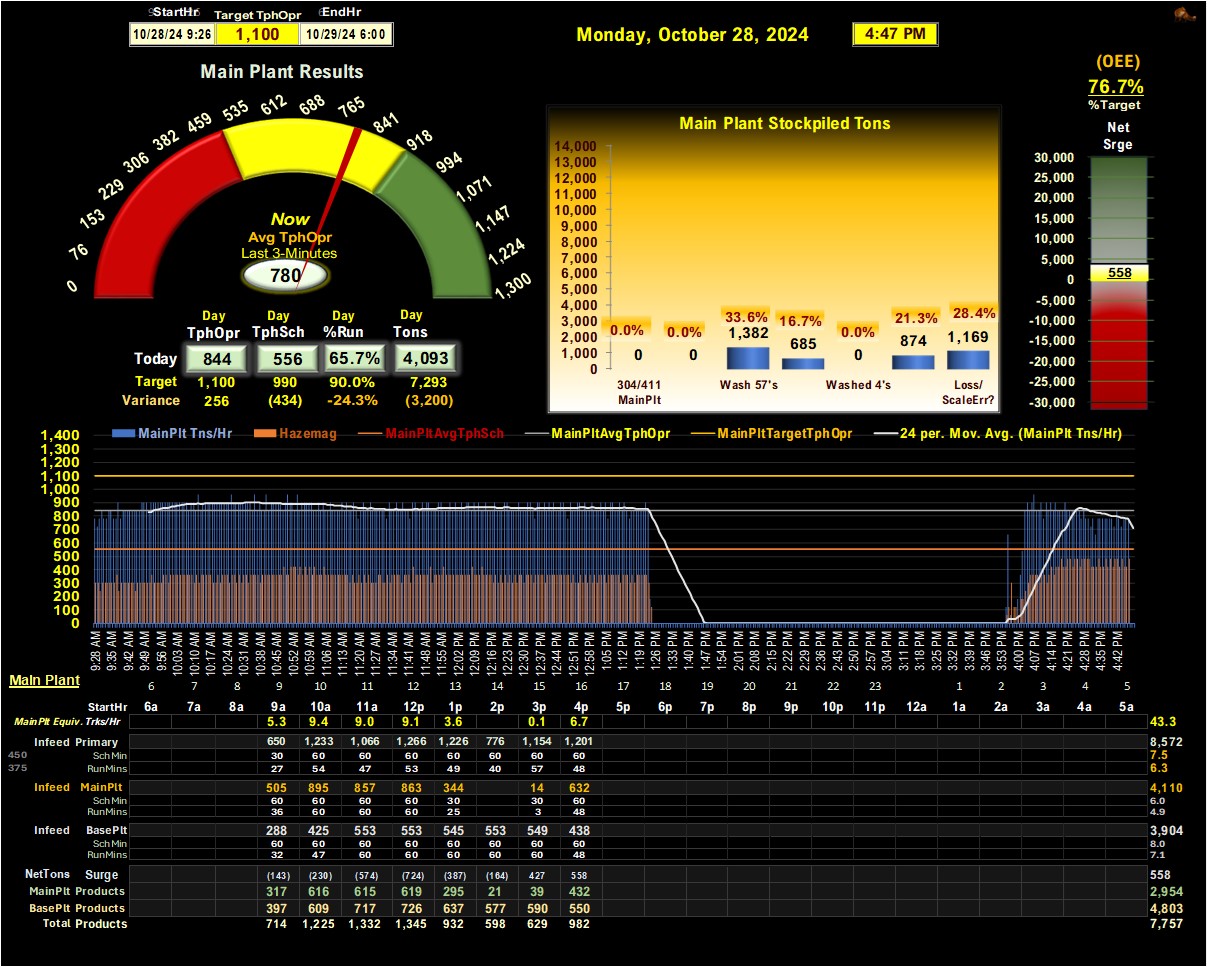 StartHr Target TphOpr EndHr
10/28/24 9:26 1,100 10/29/24 6:00
Monday, October 28, 2024 4:47 PM
(OEE)
76.7%
%Target
Net
Srge
30,000
25,000
20,000
15,000
10,000
5,000
0
-5,000
-10,000
-15,000
-20,000
-25,000
-30,000
558
Main Plant Results
0 76 153 229 306 382 459 535 612 688 765 841 918 994 1,071 1,147 1,224 1,300
Now
Avg TphOpr
Last 3-Minutes
780
Day Day Day Day
TphOpr TphSch %Run Tons
Today 844 556 65.7% 4,093
Target 1,100 990 90.0% 7,293
Variance 256 (434) -24.3% (3,200)
Main Plant Stockpiled Tons
14,000
13,000
12,000
11,000
10,000
9,000
8,000
7,000
6,000
5,000
4,000
3,000
2,000
1,000
0
0.0% 0.0% 33.6% 16.7% 0.0% 21.3% 28.4%
0 0 1,382 685 0 874 1,169
304/411 Wash 57's Washed 4's Loss/
MainPlt ScaleErr?
MainPlt Tns/Hr Hazemag MainPltAvgTphSch MainPltAvgTphOpr MainPltTargetTphOpr 24 per. Mov. Avg. (MainPlt Tns/Hr)
1,400
1,300
1,200
1,100
1,000
900
800
700
600
500
400
300
200
100
0
9:28 AM 9:35 AM 9:42 AM 9:49 AM 9:56 AM 10:03 AM 10:10 AM 10:17 AM 10:24 AM 10:31 AM 10:38 AM 10:45 AM 10:52 AM 10:59 AM 11:06 AM 11:13 AM 11:20 AM 11:27 AM 11:34 AM 11:41 AM 11:48 AM 11:55 AM 12:02 PM 12:09 PM 12:16 PM 12:23 PM 12:30 PM 12:37 PM 12:44 PM 12:51 PM 12:58 PM 1:05 PM 1:12 PM 1:19 PM 1:26 PM 1:33 PM 1:40 PM 1:47 PM 1:54 PM 2:01 PM 2:08 PM 2:15 PM 2:22 PM 2:29 PM 2:36 PM 2:43 PM 2:50 PM 2:57 PM 3:04 PM 3:11 PM 3:18 PM 3:25 PM 3:32 PM 3:39 PM 3:46 PM 3:53 PM 4:00 PM 4:07 PM 4:14 PM 4:21 PM 4:28 PM 4:35 PM 4:42 PM
Main Plant
6 7 8 9 10 11 12 13 14 15 16 17 18 19 20 21 22 23 1 2 3 4 5
StartHr 6a 7a 8a 9a 10a 11a 12p 1p 2p 3p 4p 5p 6p 7p 8p 9p 10p 11p 12a 1a 2a 3a 4a 5a
MainPlt Equiv. Trks/Hr 5.3 9.4 9.0 9.1 3.6 0.1 6.7 43.3
Infeed Primary 650 1,233 1,066 1,266 1,226 776 1,154 1,201 8,572
450 SchMin 30 60 60 60 60 60 60 60 7.5
375 RunMins 27 54 47 53 49 40 57 48 6.3
Infeed MainPlt 505 895 857 863 344 14 632 4,110
SchMin 60 60 60 60 30 30 60 6.0
RunMins 36 60 60 60 25 3 48 4.9
Infeed BasePlt 288 425 553 553 545 553 549 438 3,904
SchMin 60 60 60 60 60 60 60 60 8.0
RunMins 32 47 60 60 60 60 60 48 7.1
NetTons Surge (143) (230) (574) (724) (387) (164) 427 558 558
MainPlt Products 317 616 615 619 295 21 39 432 2,954
BasePlt Products 397 609 717 726 637 577 590 550 4,803
Total Products 714 1,225 1,332 1,345 932 598 629 982 7,757